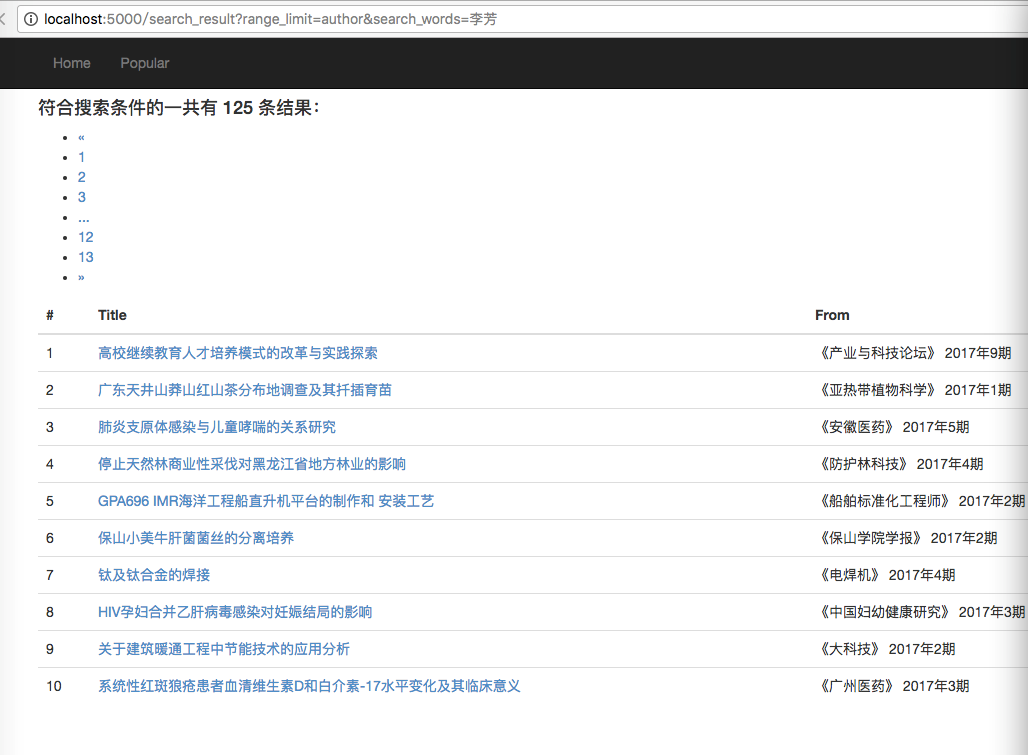 localhost:5000/search_result?range_limit=author&search_words=李芳
Home Popular
符合搜索条件的一共有 125 条结果：
«
1
2
3
...
12
13
»
# Title From
1 高校继续教育人才培养模式的改革与实践探索 《产业与科技论坛》 2017年9期
2 广东天井山莽山红山茶分布地调查及其扦插育苗 《亚热带植物科学》 2017年1期
3 肺炎支原体感染与儿童哮喘的关系研究 《安徽医药》 2017年5期
4 停止天然林商业性采伐对黑龙江省地方林业的影响 《防护林科技》 2017年4期
5 GPA696 IMR海洋工程船直升机平台的制作和 安装工艺 《船舶标准化工程师》 2017年2期
6 保山小美牛肝菌菌丝的分离培养 《保山学院学报》 2017年2期
7 钛及钛合金的焊接 《电焊机》 2017年4期
8 HIV孕妇合并乙肝病毒感染对妊娠结局的影响 《中国妇幼健康研究》 2017年3期
9 关于建筑暖通工程中节能技术的应用分析 《大科技》 2017年2期
10 系统性红斑狼疮患者血清维生素D和白介素-17水平变化及其临床意义 《广州医药》 2017年3期